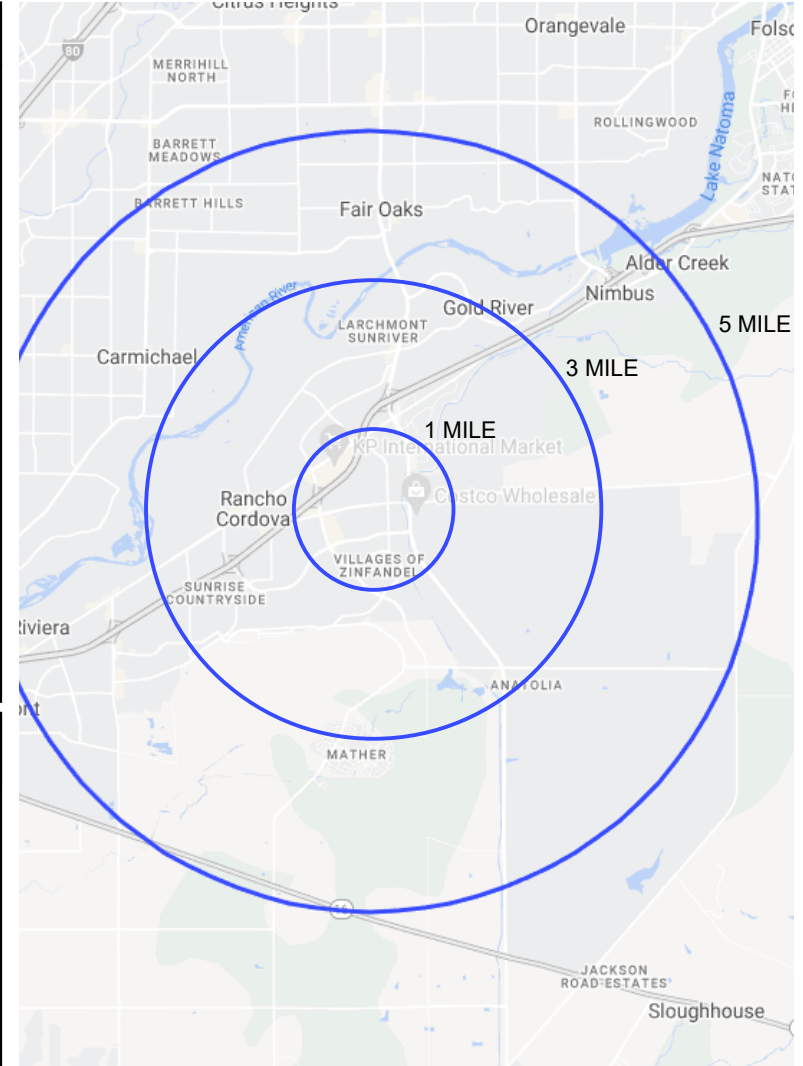 Citrus Heights
Orangevale
80
MERRIHILL
NORTH
ROLLINGWOOD
BARRETT
MEADOWS
Lake Natoma
BARRETT HILLS
Fair Oaks
Alder Creek
American River
Nimbus
Gold River
5 MILE
LARCHMONT
SUNRIVER
Carmichael
3 MILE
1 MILE
KP International Market
Rancho
Cordova
Costco Wholesale
VILLAGES OF
ZINFANDEL
SUNRISE
COUNTRYSIDE
Riviera
ANATOLIA
ont
MATHER
16
JACKSON
ROAD ESTATES
Sloughhouse